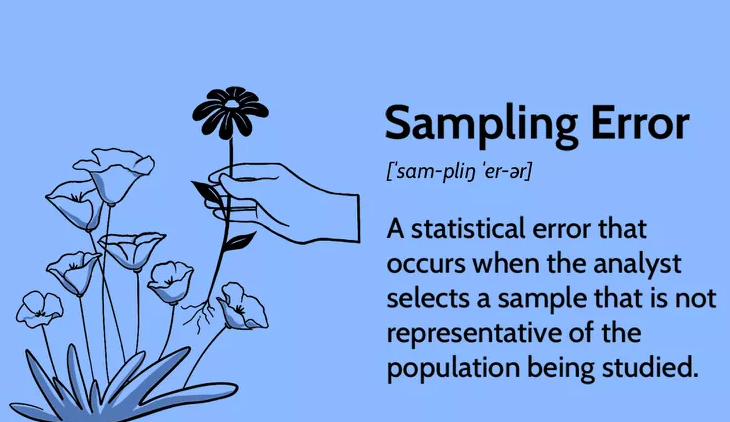 Sampling Error
[ˈsam-pliŋ ˈer-ər]
A statistical error that
occurs when the analyst
selects a sample that is not
representative of the
population being studied.